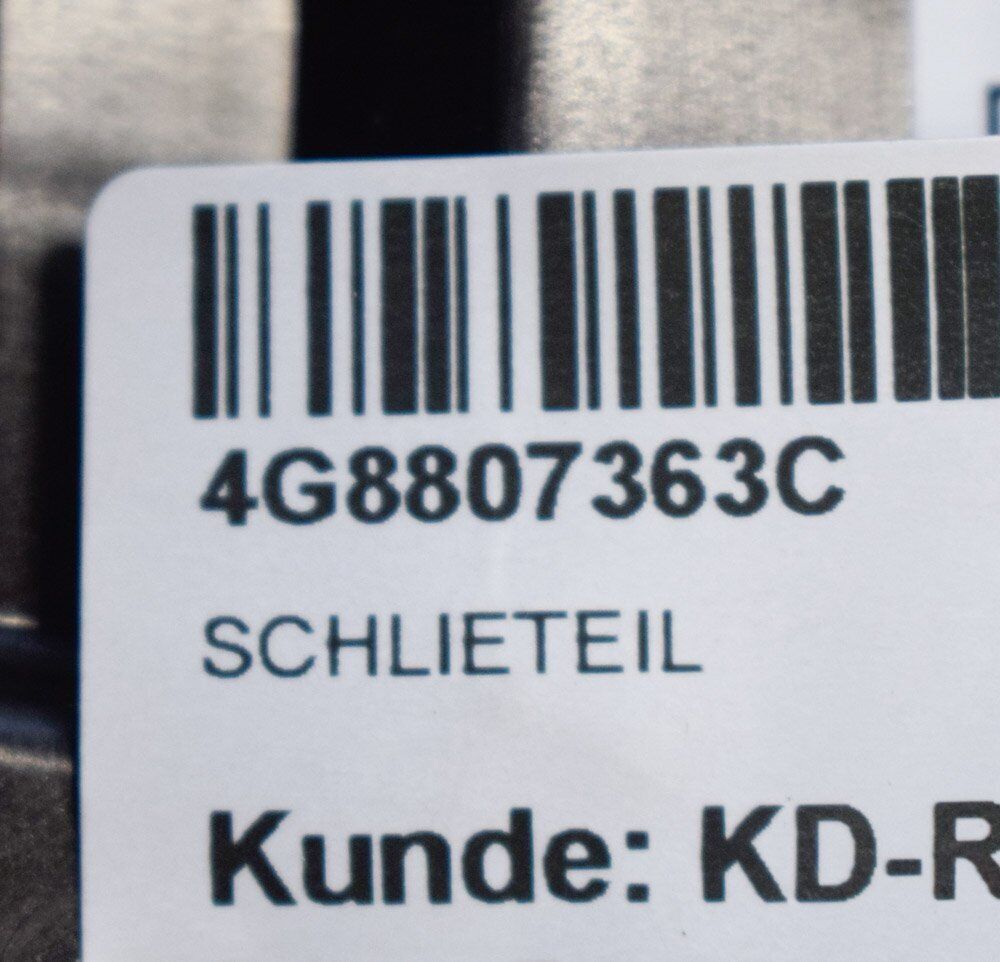 4G8807363C
SCHLIETEIL
Kunde: KD-R